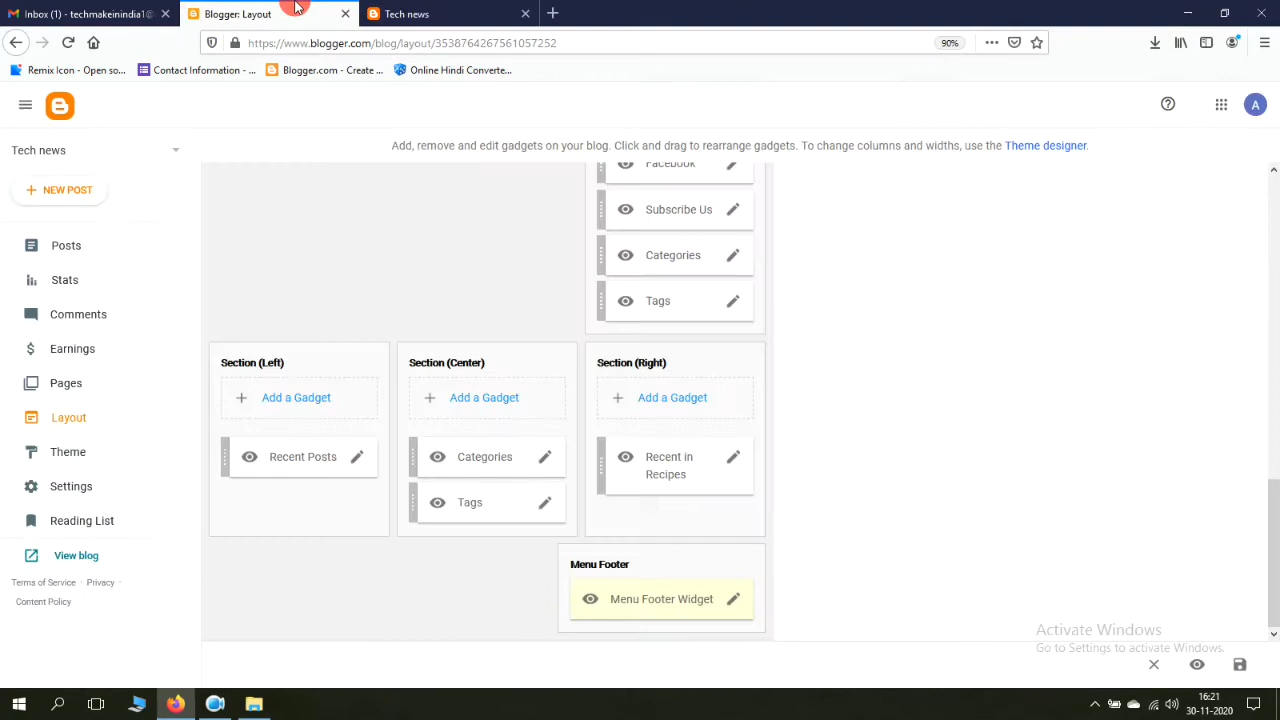 Inbox (1) - techmakeindia1@
Blogger: Layout
Tech news
https://www.blogger.com/blog/layout/3538764267561057252
90%
Remix Icon - Open so...
Contact Information - ...
Blogger.com - Create ...
Online Hindi Converte...
A
Tech news
Add, remove and edit gadgets on your blog. Click and drag to rearrange gadgets. To change columns and widths, use the Theme designer.
NEW POST
Posts
Stats
Comments
Earnings
Pages
Layout
Theme
Settings
Reading List
View blog
Terms of Service · Privacy ·
Content Policy
Facebook
Subscribe Us
Categories
Tags
Section (Left)
Add a Gadget
Recent Posts
Section (Center)
Add a Gadget
Categories
Tags
Section (Right)
Add a Gadget
Recent in
Recipes
Menu Footer
Menu Footer Widget
Activate Windows
Go to Settings to activate Windows.
16:21
30-11-2020